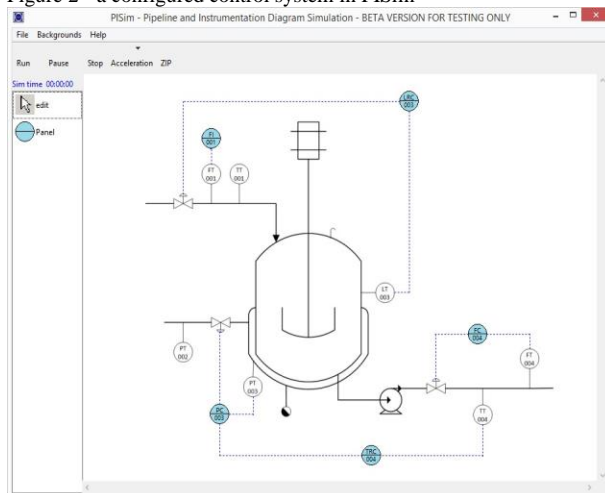 Figure 2 - a configured control system in PISim
PISim - Pipeline and Instrumentation Diagram Simulation - BETA VERSION FOR TESTING ONLY
File Backgrounds Help
Run Pause Stop Acceleration ZIP
Sim time 00:00:00
edit
Panel
LRC
003
FI
001
FT
001
TT
001
LT
003
PT
002
PT
003
PC
003
FC
004
FT
004
TT
004
TRC
004